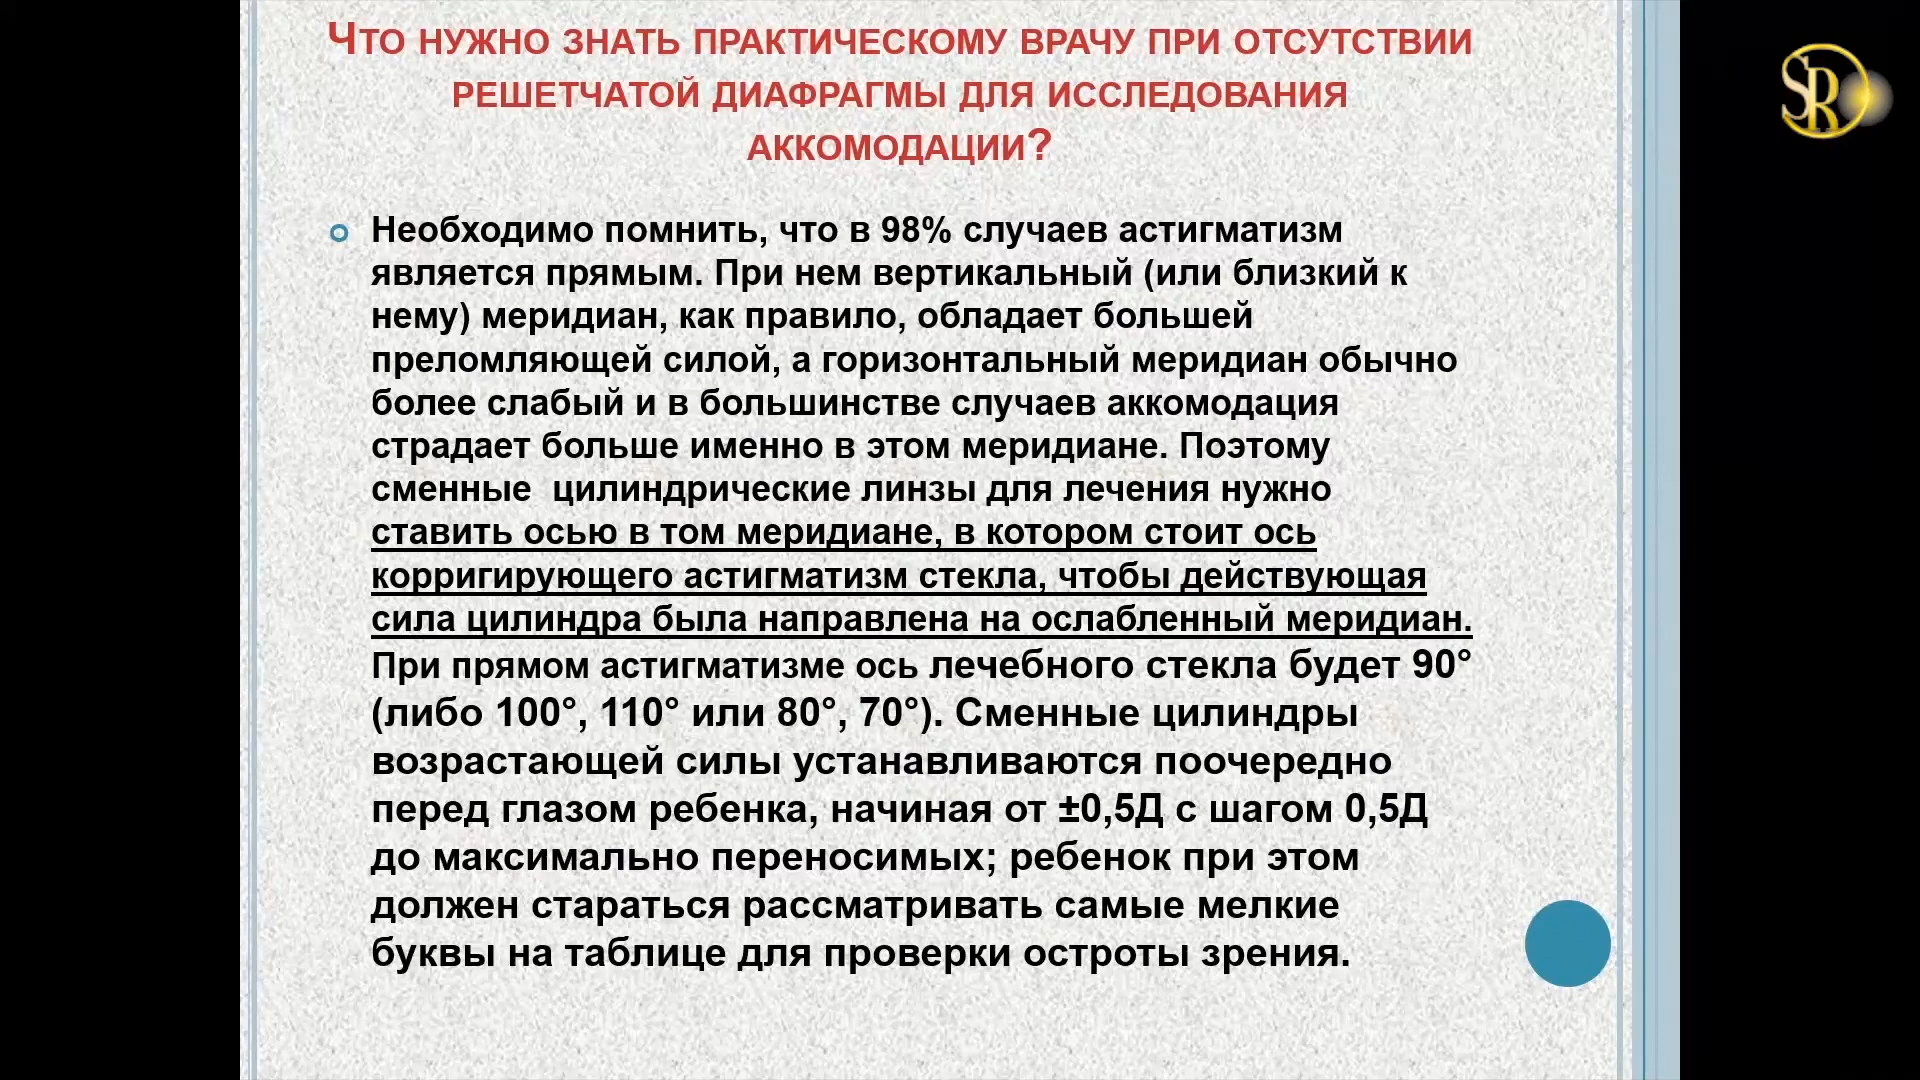 Что нужно знать практическому врачу при отсутствии
решетчатой диафрагмы для исследования
аккомодации?
Необходимо помнить, что в 98% случаев астигматизм
является прямым. При нем вертикальный (или близкий к
нему) меридиан, как правило, обладает большей
преломляющей силой, а горизонтальный меридиан обычно
более слабый и в большинстве случаев аккомодация
страдает больше именно в этом меридиане. Поэтому
сменные  цилиндрические линзы для лечения нужно
ставить осью в том меридиане, в котором стоит ось
корригирующего астигматизм стекла, чтобы действующая
сила цилиндра была направлена на ослабленный меридиан.
При прямом астигматизме ось лечебного стекла будет 90°
(либо 100°, 110° или 80°, 70°). Сменные цилиндры
возрастающей силы устанавливаются поочередно
перед глазом ребенка, начиная от ±0,5Д с шагом 0,5Д
до максимально переносимых; ребенок при этом
должен стараться рассматривать самые мелкие
буквы на таблице для проверки остроты зрения.
SR